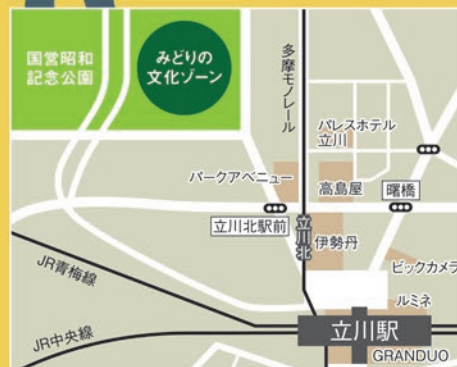 国営昭和
記念公園
みどりの
文化ゾーン
多摩モノレール
パレスホテル
立川
パークアベニュー
高島屋
曙橋
立川北駅前
立川北
伊勢丹
ビックカメラ
JR青梅線
ルミネ
立川駅
JR中央線
GRANDUO